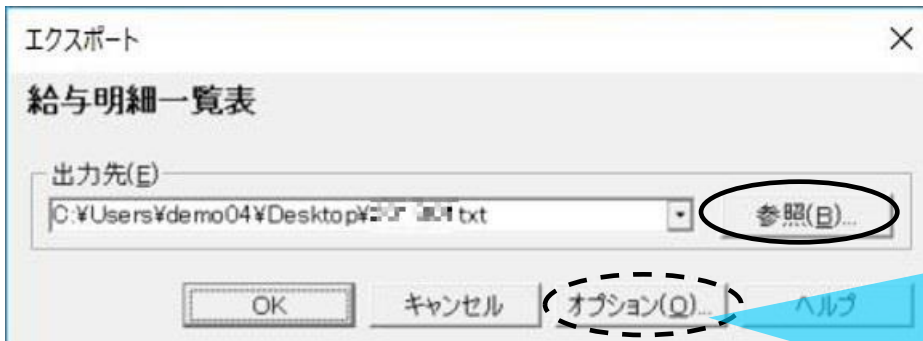 エクスポート
給与明細一覧表
出力先(E)
C:¥Users¥demo04¥Desktop¥ txt
参照(B)...
OK
キャンセル
オプション(O)...
ヘルプ